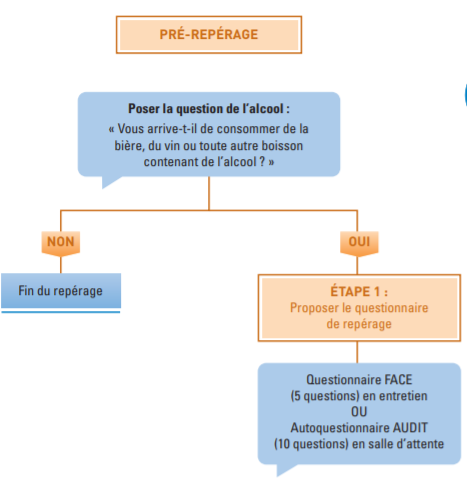 PRÉ-REPÉRAGE
Poser la question de l'alcool :
« Vous arrive-t-il de consommer de la
bière, du vin ou toute autre boisson
contenant de l'alcool ? »
NON
OUI
Fin du repérage
ÉTAPE 1 :
Proposer le questionnaire
de repérage
Questionnaire FACE
(5 questions) en entretien
OU
Autoquestionnaire AUDIT
(10 questions) en salle d'attente